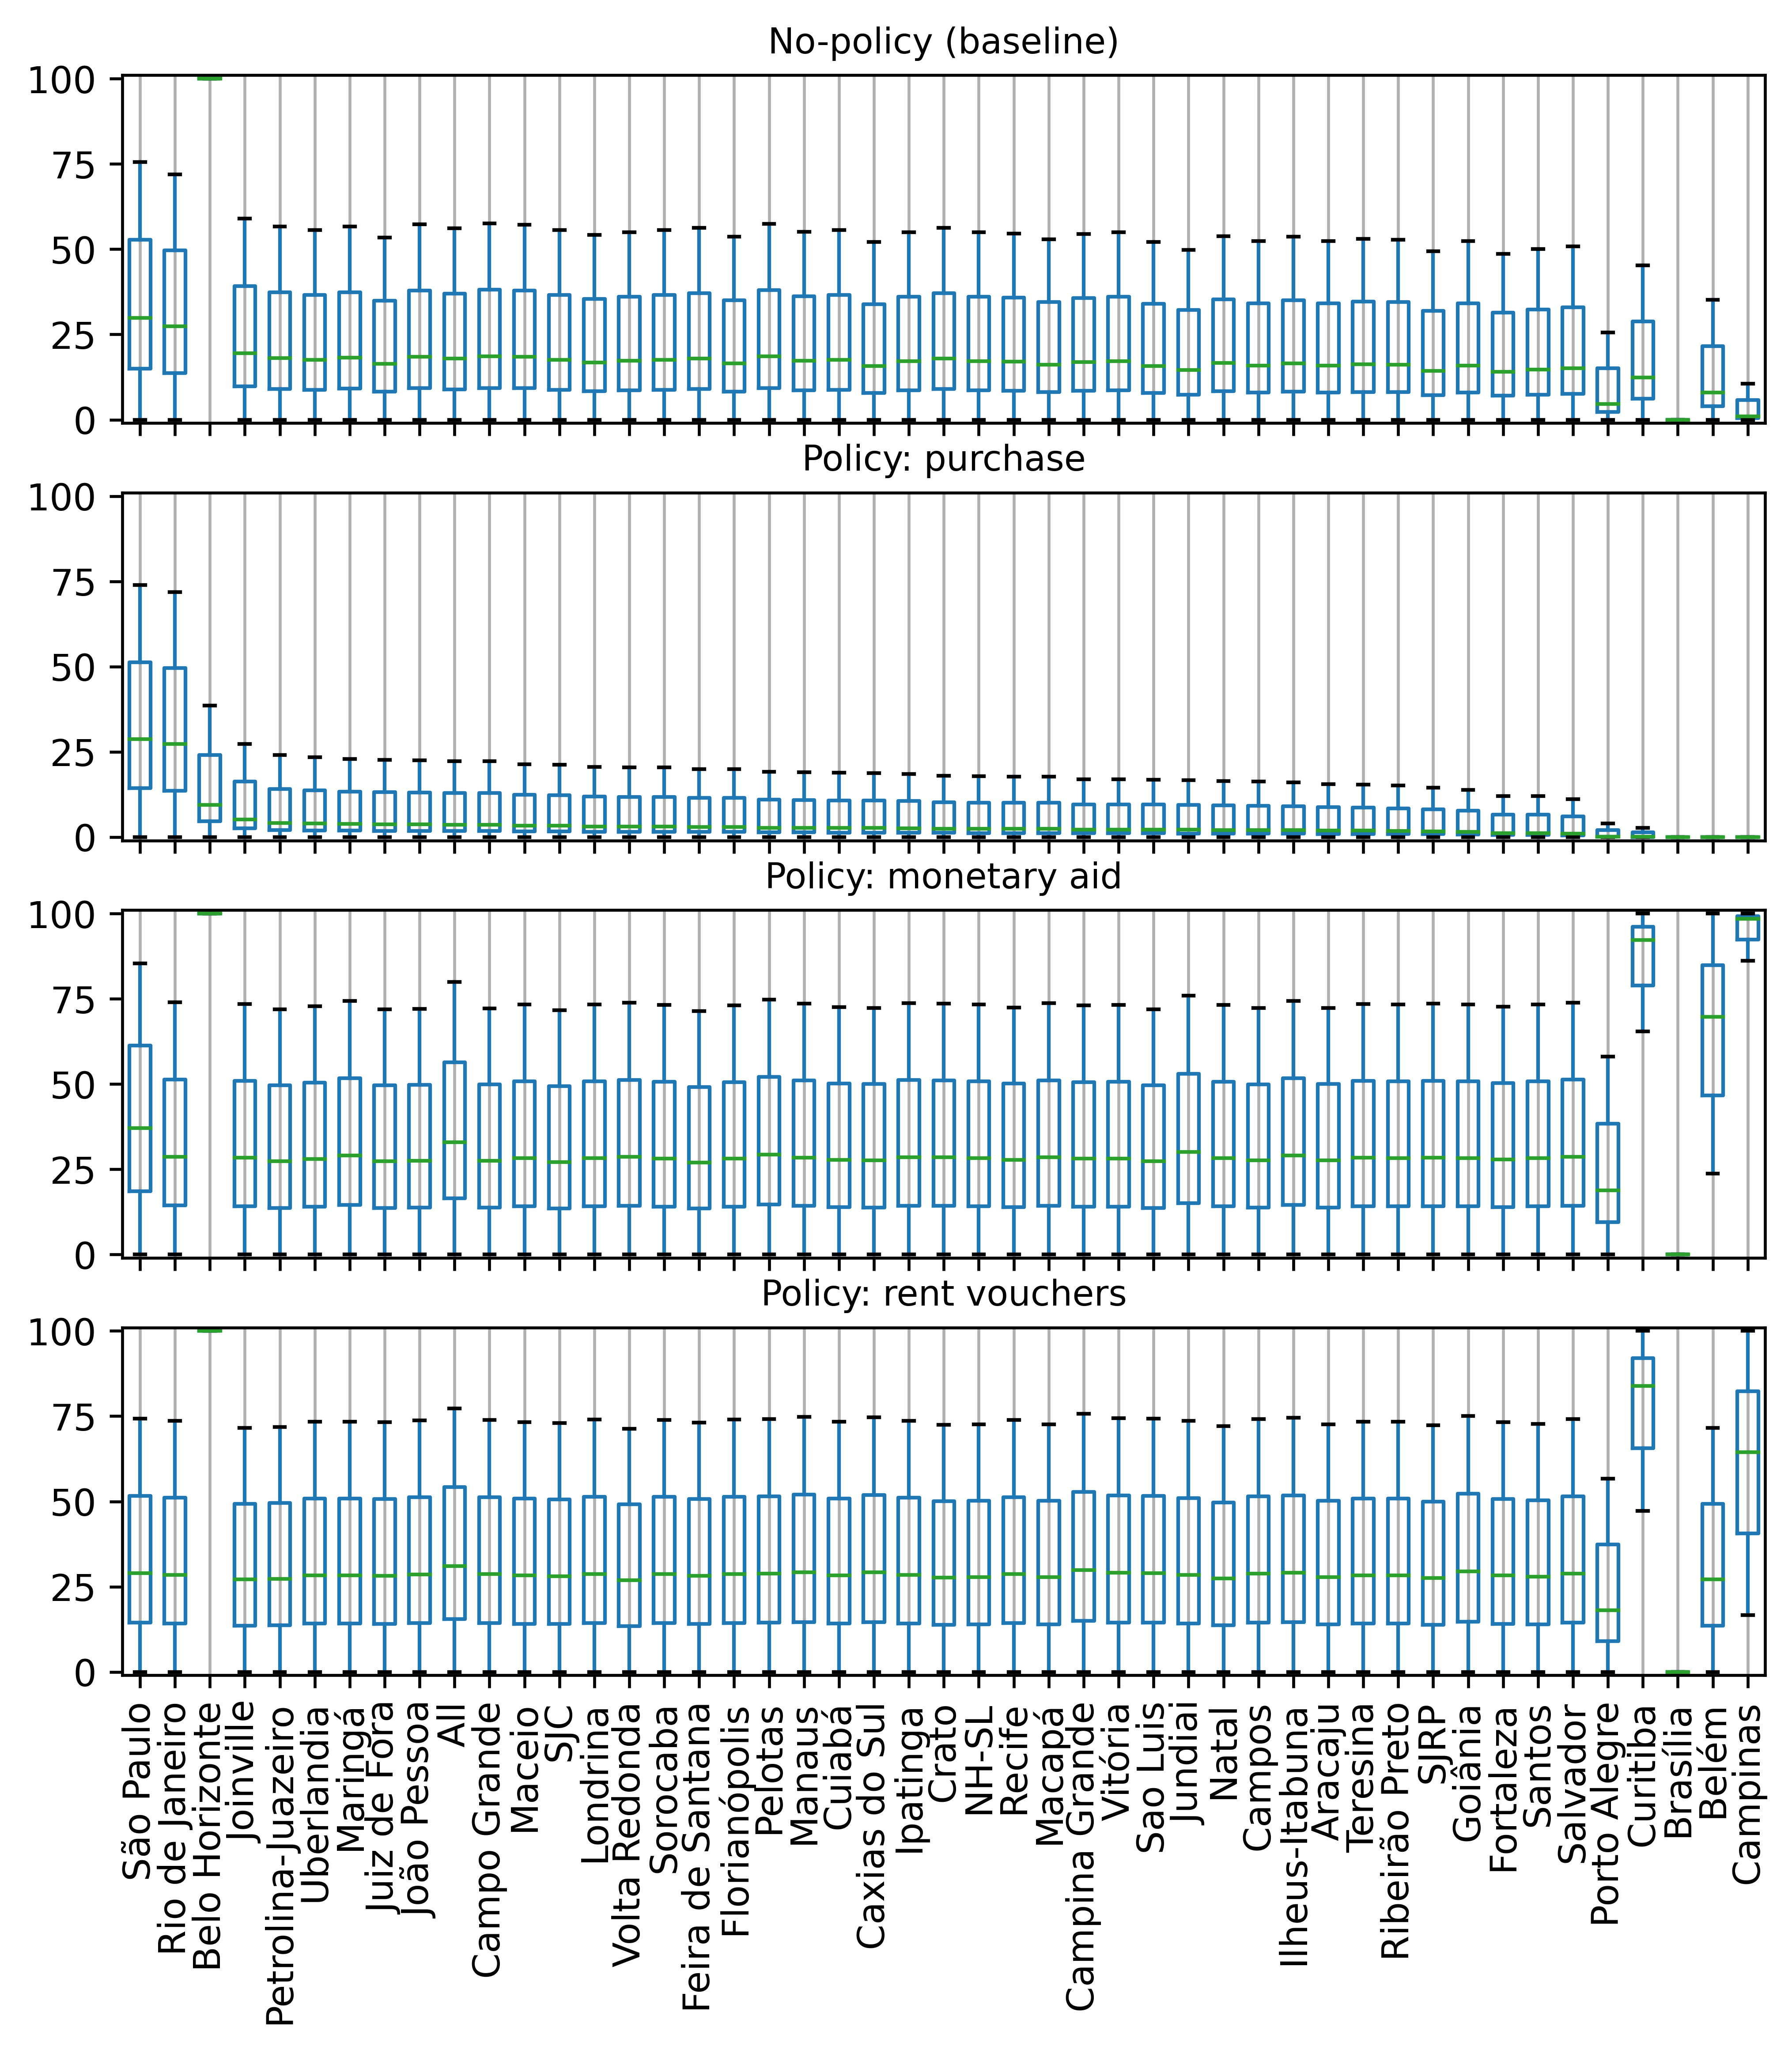 No-policy (baseline)
100
75
50
25
0
Policy: purchase
100
75
50
25
0
Policy: monetary aid
100
75
50
25
0
Policy: rent vouchers
100
75
50
25
0
São Paulo
Rio de Janeiro
Belo Horizonte
Joinville
Petrolina-Juazeiro
Uberlandia
Maringá
Juiz de Fora
João Pessoa
All
Campo Grande
Maceio
SJC
Londrina
Volta Redonda
Sorocaba
Feira de Santana
Florianópolis
Pelotas
Manaus
Cuiabá
Caxias do Sul
Ipatinga
Crato
NH-SL
Recife
Macapá
Campina Grande
Vitória
Sao Luis
Jundiai
Natal
Campos
Ilheus-Itabuna
Aracaju
Teresina
Ribeirão Preto
SJRP
Goiânia
Fortaleza
Santos
Salvador
Porto Alegre
Curitiba
Brasília
Belém
Campinas